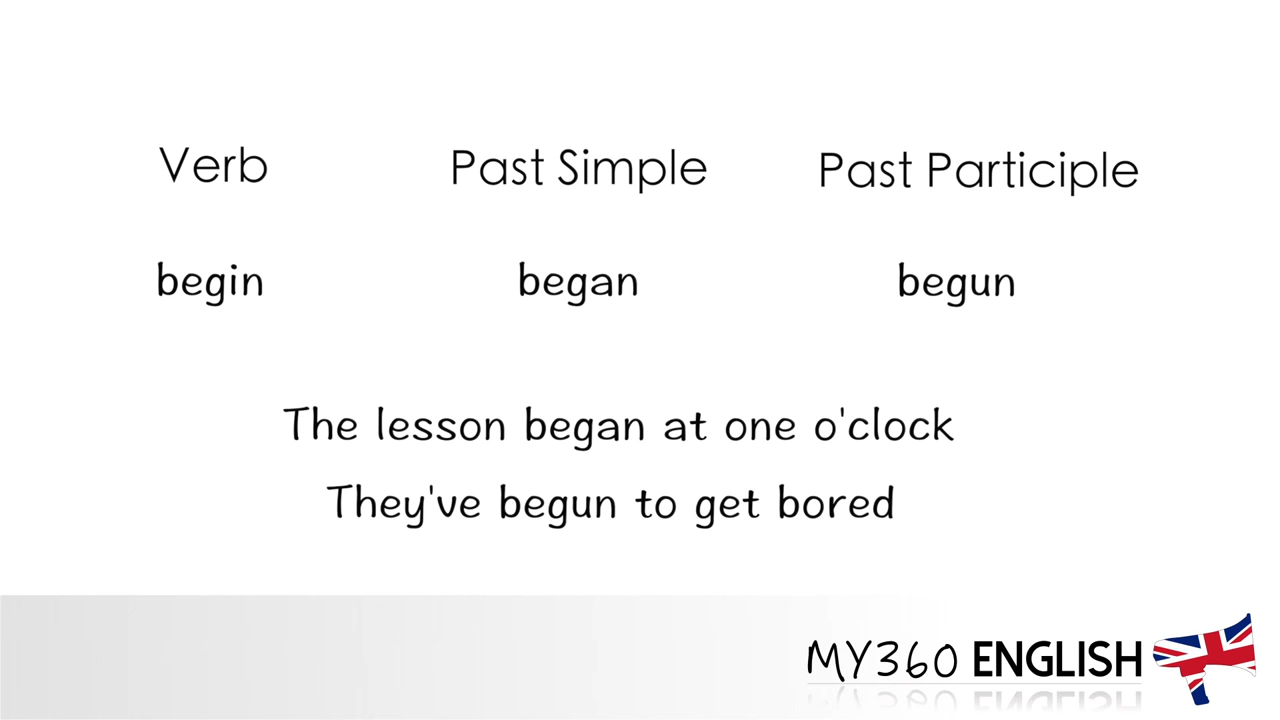 Verb Past Simple Past Participle
begin began begun
The lesson began at one o'clock
They've begun to get bored
MY360 ENGLISH